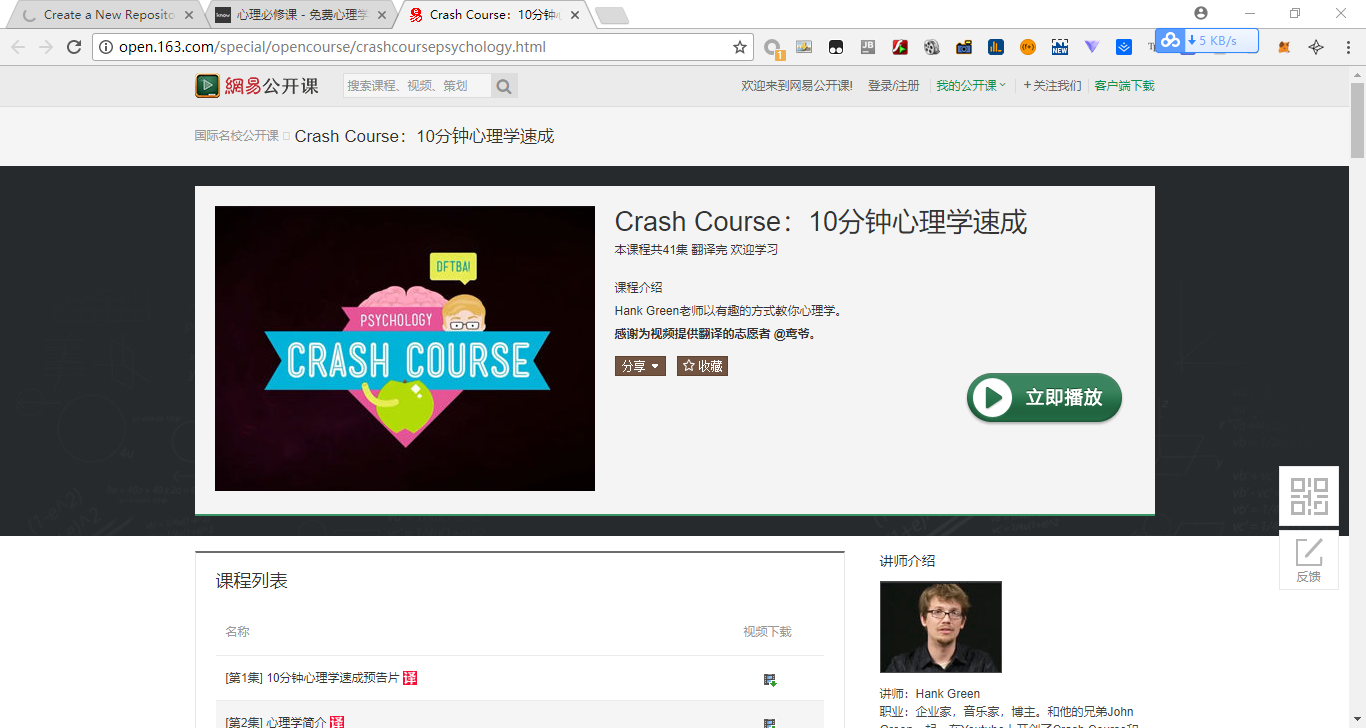 Create a New Reposito
know
心理必修课 - 免费心理学
Crash Course：10分钟
open.163.com/special/opencourse/crashcoursepsychology.html
1
JB
(f+)
NEW
5 KB/s
網易公开课
搜索课程、视频、策划
欢迎来到网易公开课!
登录/注册
我的公开课
+关注我们
客户端下载
国际名校公开课
Crash Course：10分钟心理学速成
DFTBA!
PSYCHOLOGY
CRASH COURSE
Crash Course：10分钟心理学速成
本课程共41集 翻译完 欢迎学习
课程介绍
Hank Green老师以有趣的方式教你心理学。
感谢为视频提供翻译的志愿者 @鸾爷。
分享
收藏
立即播放
反馈
课程列表
名称
视频下载
[第1集] 10分钟心理学速成预告片 译
[第2集] 心理学简介 译
讲师介绍
讲师：Hank Green
职业：企业家，音乐家，博主。和他的兄弟John